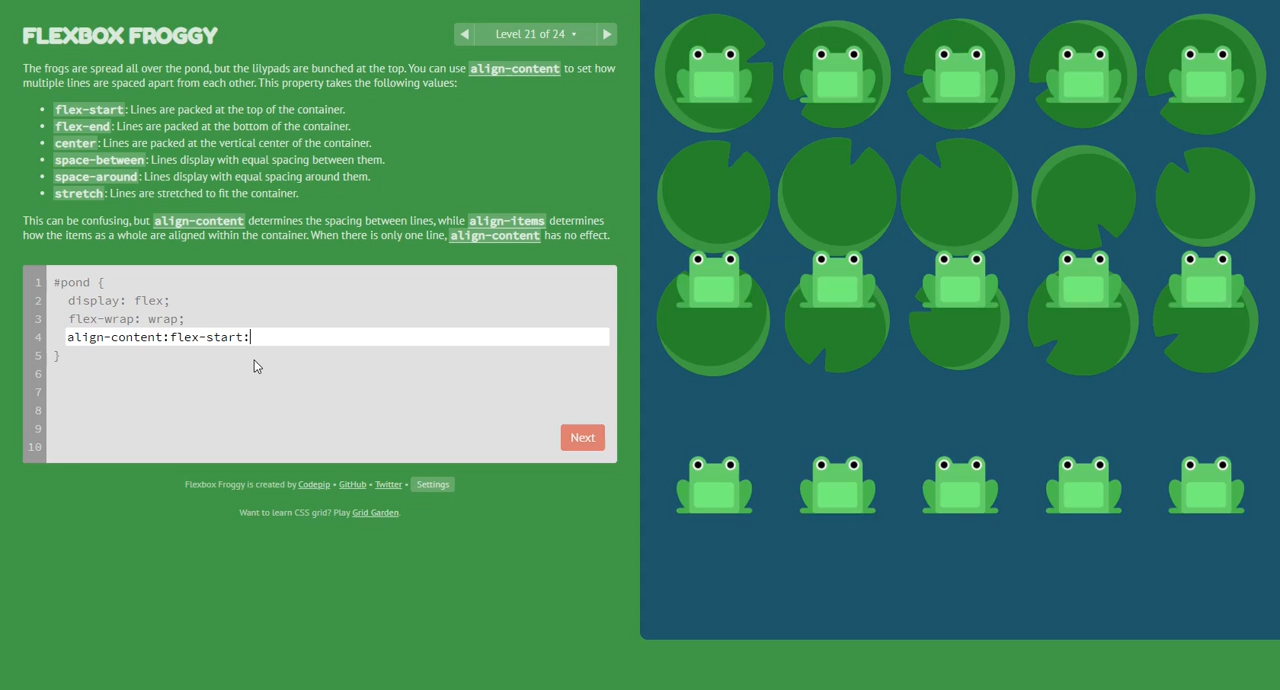 FLEXBOX FROGGY
Level 21 of 24
The frogs are spread all over the pond, but the lilypads are bunched at the top. You can use align-content to set how
multiple lines are spaced apart from each other. This property takes the following values:
flex-start: Lines are packed at the top of the container.
flex-end: Lines are packed at the bottom of the container.
center: Lines are packed at the vertical center of the container.
space-between: Lines display with equal spacing between them.
space-around: Lines display with equal spacing around them.
stretch: Lines are stretched to fit the container.
This can be confusing, but align-content determines the spacing between lines, while align-items determines
how the items as a whole are aligned within the container. When there is only one line, align-content has no effect.
1 #pond {
2 display: flex;
3 flex-wrap: wrap;
4 align-content:flex-start:
5 }
6
7
8
9
10
Next
Flexbox Froggy is created by Codepip • GitHub • Twitter • Settings
Want to learn CSS grid? Play Grid Garden.